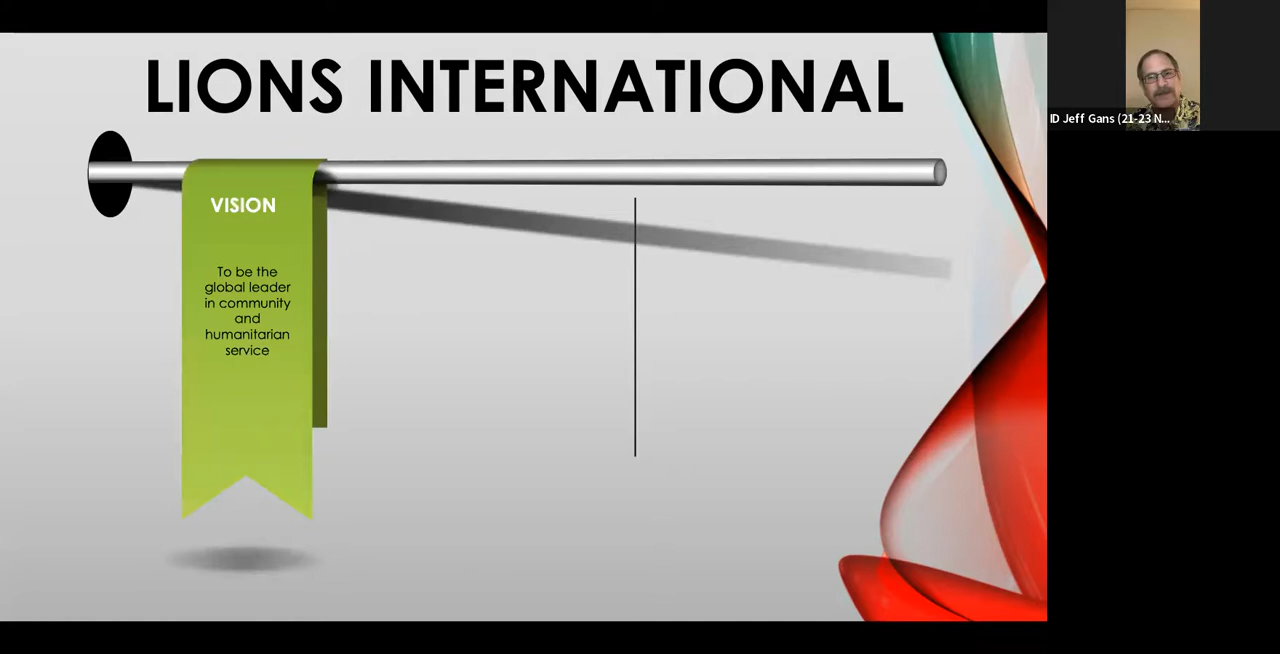 LIONS INTERNATIONAL
VISION
To be the
global leader
in community
and
humanitarian
service
ID Jeff Gans (21-23 N...